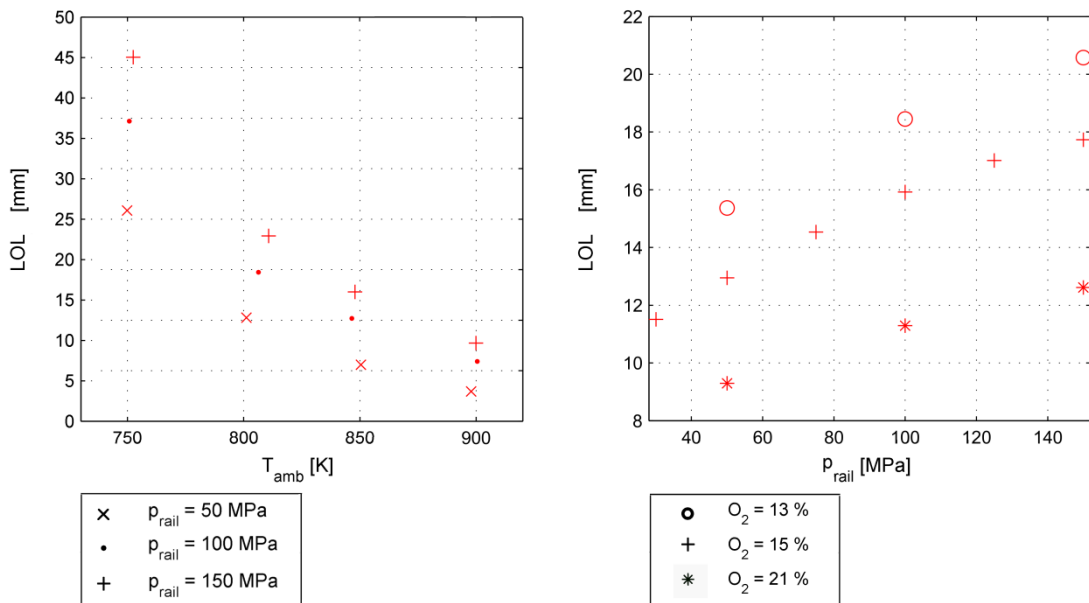 50
45
40
35
30
25
20
15
10
5
0
LOL [mm]
750 800 850 900
T_amb [K]
× p_rail = 50 MPa
• p_rail = 100 MPa
+ p_rail = 150 MPa
22
20
18
16
14
12
10
8
LOL [mm]
40 60 80 100 120 140
p_rail [MPa]
O_2 = 13 %
+ O_2 = 15 %
* O_2 = 21 %